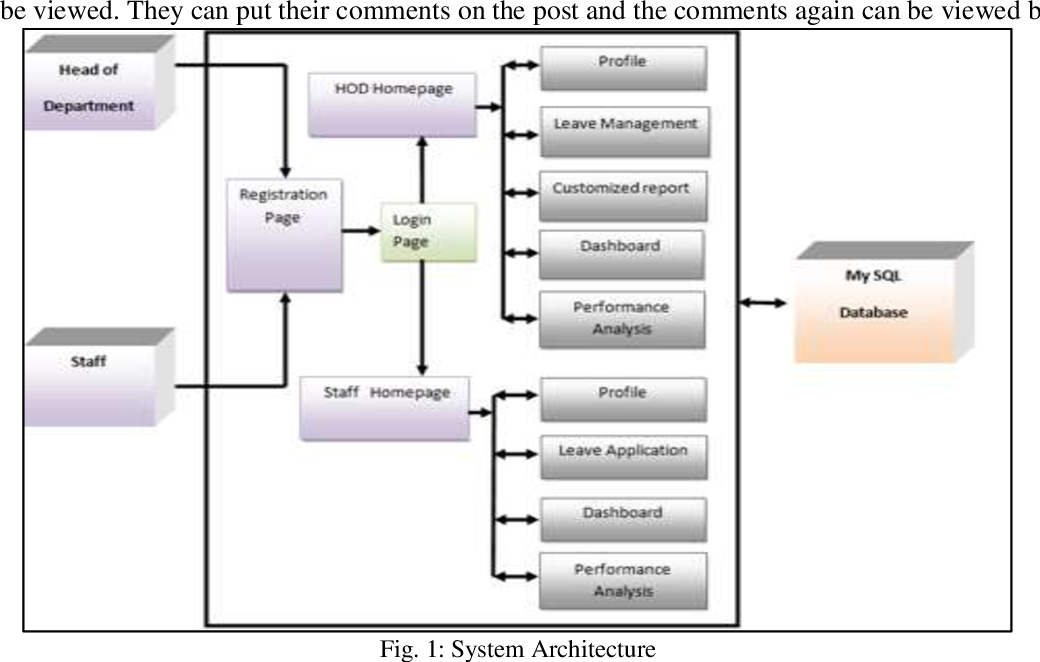 be viewed. They can put their comments on the post and the comments again can be viewed b
Head of
Department
HOD Homepage
Profile
Leave Management
Registration
Page
Login
Page
Customized report
Dashboard
Performance
Analysis
My SQL
Database
Staff
Staff Homepage
Profile
Leave Application
Dashboard
Performance
Analysis
Fig. 1: System Architecture